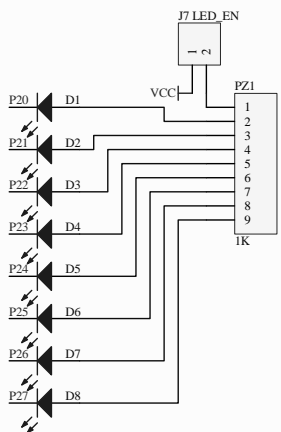 J7 LED_EN
1 2
VCC
PZ1
P20 D1 1
2
P21 D2 3
4
P22 D3 5
6
P23 D4 7
8
9
P24 D5 1K
P25 D6
P26 D7
P27 D8